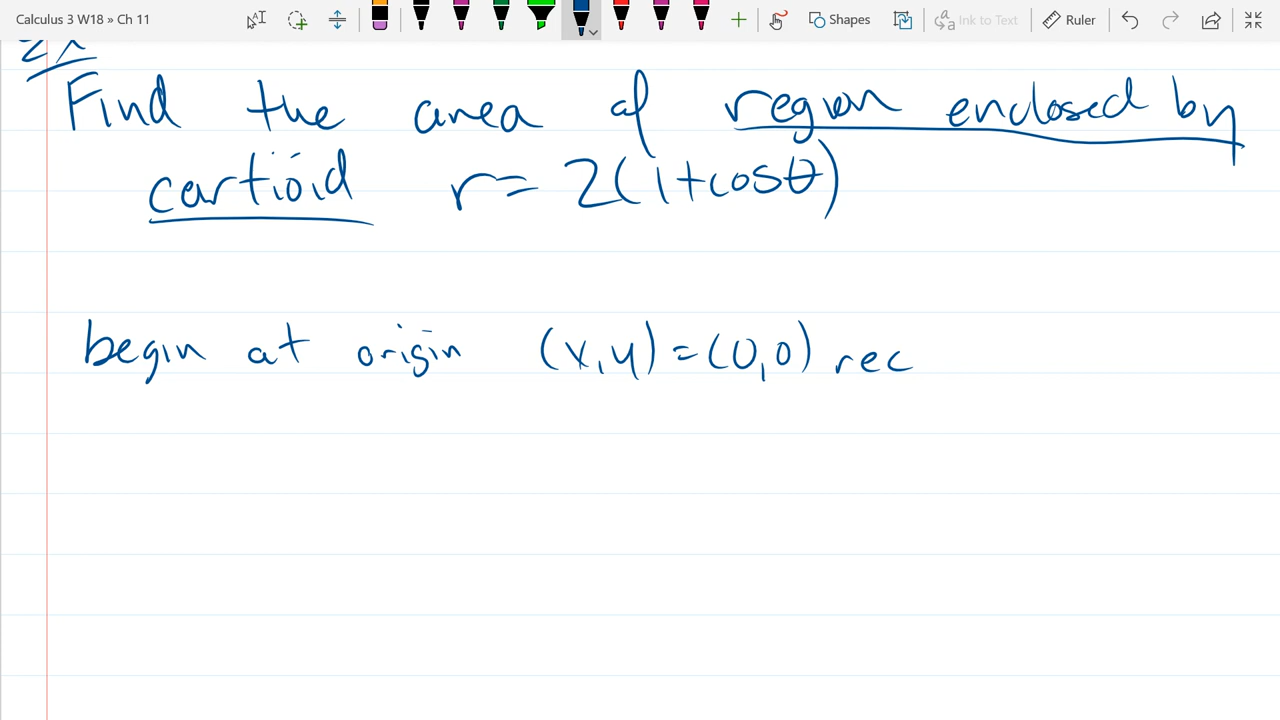 Calculus 3 W18 » Ch 11
Shapes
Ink to Text
Ruler
Find the area of region enclosed by
cartioid r = 2(1+cosθ)
begin at origin (x,y) = (0,0) rec